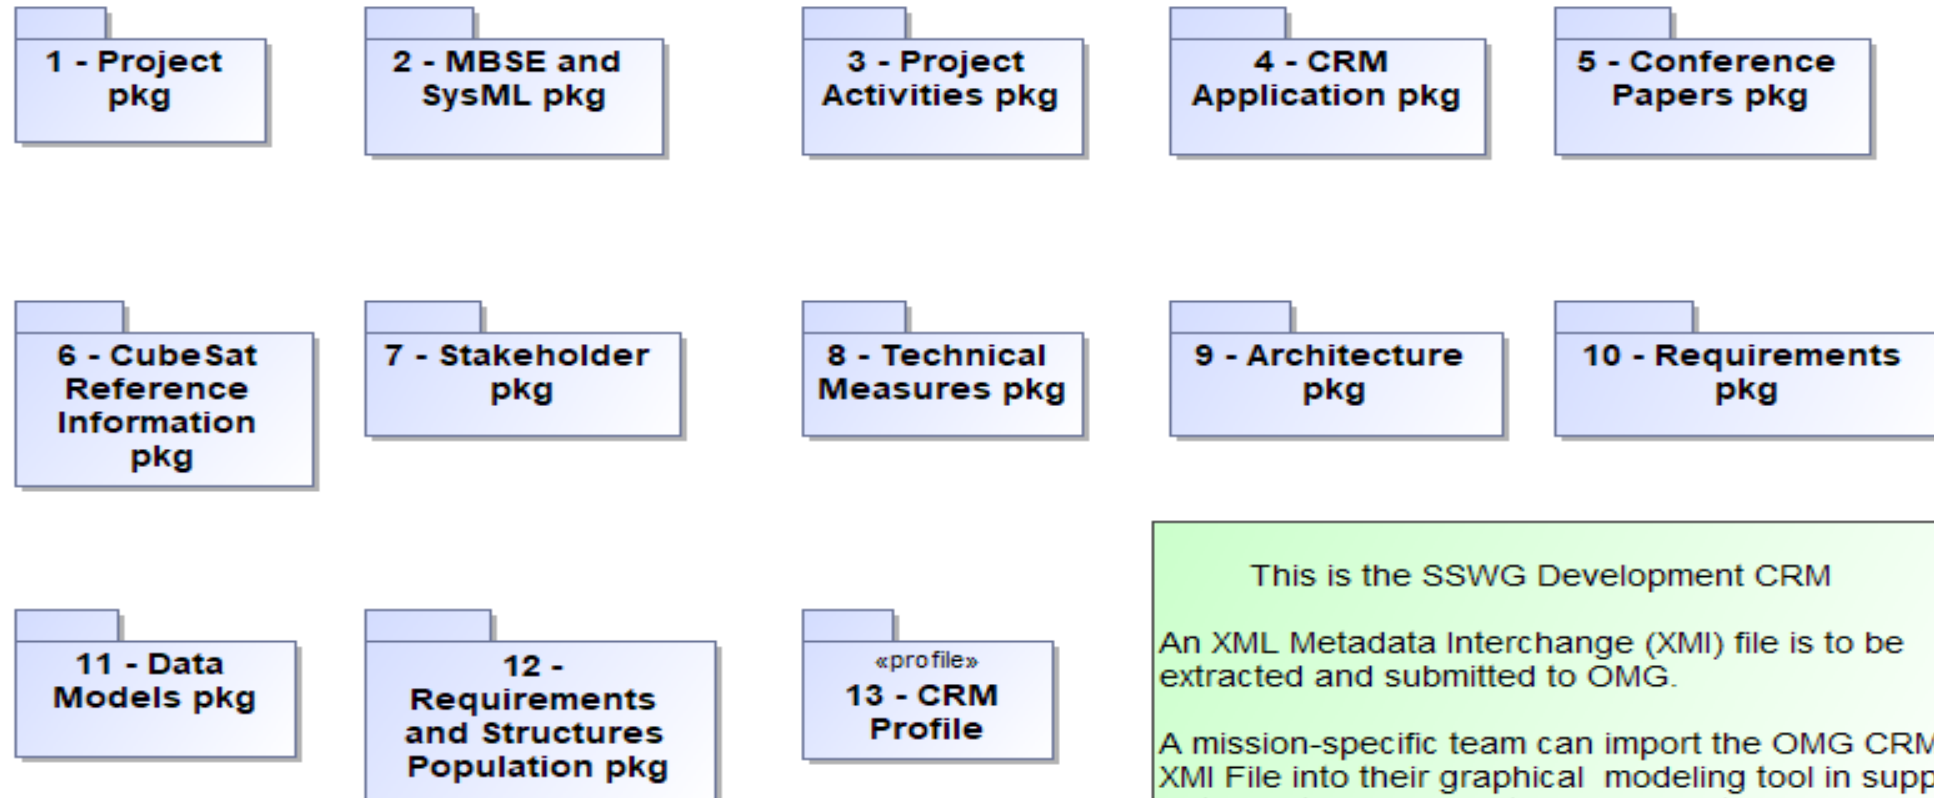 1 - Project
pkg
2 - MBSE and
SysML pkg
3 - Project
Activities pkg
4 - CRM
Application pkg
5 - Conference
Papers pkg
6 - CubeSat
Reference
Information
pkg
7 - Stakeholder
pkg
8 - Technical
Measures pkg
9 - Architecture
pkg
10 - Requirements
pkg
11 - Data
Models pkg
12 -
Requirements
and Structures
Population pkg
«profile»
13 - CRM
Profile
This is the SSWG Development CRM
An XML Metadata Interchange (XMI) file is to be
extracted and submitted to OMG.
A mission-specific team can import the OMG CRM
XMI File into their graphical modeling tool in supp